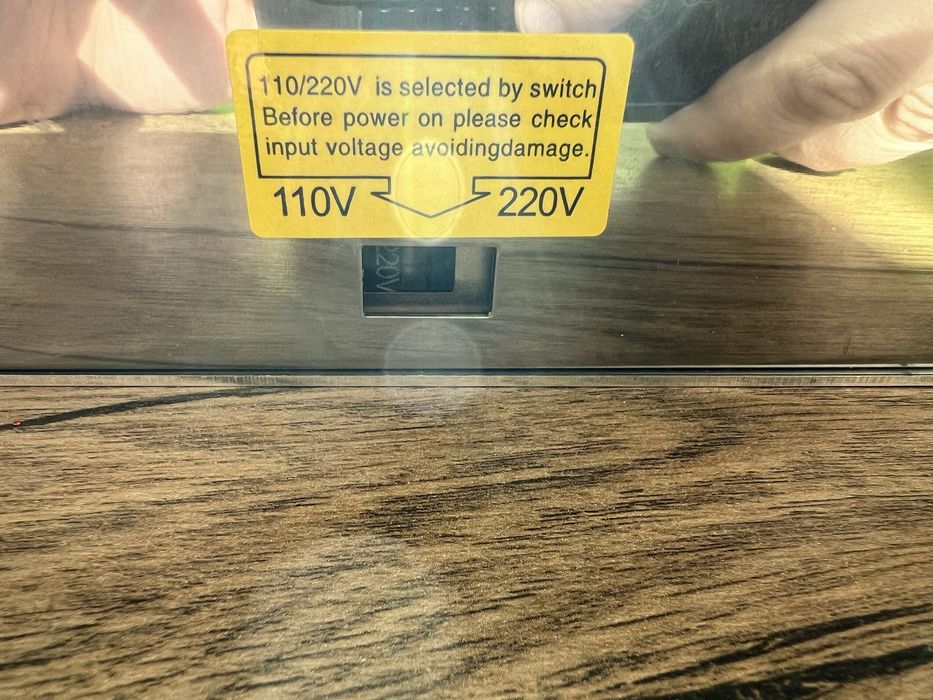 110/220V is selected by switch
Before power on please check
input voltage avoidingdamage.
110V 220V
220V